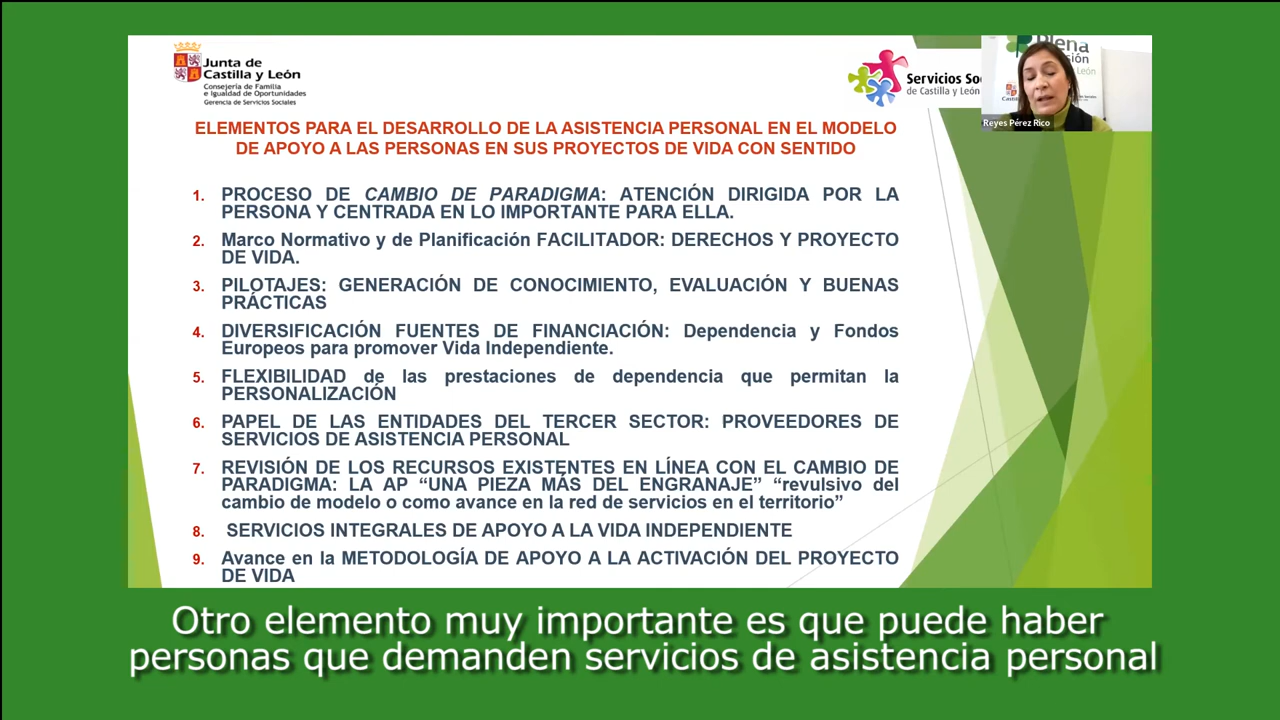 Junta de
Castilla y León
Consejería de Familia
e Igualdad de Oportunidades
Gerencia de Servicios Sociales
Servicios Soc
de Castilla y León
Plena
León
Reyes Pérez Rico
ELEMENTOS PARA EL DESARROLLO DE LA ASISTENCIA PERSONAL EN EL MODELO
DE APOYO A LAS PERSONAS EN SUS PROYECTOS DE VIDA CON SENTIDO
1. PROCESO DE CAMBIO DE PARADIGMA: ATENCIÓN DIRIGIDA POR LA
PERSONA Y CENTRADA EN LO IMPORTANTE PARA ELLA.
2. Marco Normativo y de Planificación FACILITADOR: DERECHOS Y PROYECTO
DE VIDA.
3. PILOTAJES: GENERACIÓN DE CONOCIMIENTO, EVALUACIÓN Y BUENAS
PRÁCTICAS
4. DIVERSIFICACIÓN FUENTES DE FINANCIACIÓN: Dependencia y Fondos
Europeos para promover Vida Independiente.
5. FLEXIBILIDAD de las prestaciones de dependencia que permitan la
PERSONALIZACIÓN
6. PAPEL DE LAS ENTIDADES DEL TERCER SECTOR: PROVEEDORES DE
SERVICIOS DE ASISTENCIA PERSONAL
7. REVISIÓN DE LOS RECURSOS EXISTENTES EN LÍNEA CON EL CAMBIO DE
PARADIGMA: LA AP “UNA PIEZA MÁS DEL ENGRANAJE” “revulsivo del
cambio de modelo o como avance en la red de servicios en el territorio”
8. SERVICIOS INTEGRALES DE APOYO A LA VIDA INDEPENDIENTE
9. Avance en la METODOLOGÍA DE APOYO A LA ACTIVACIÓN DEL PROYECTO
DE VIDA
Otro elemento muy importante es que puede haber
personas que demanden servicios de asistencia personal